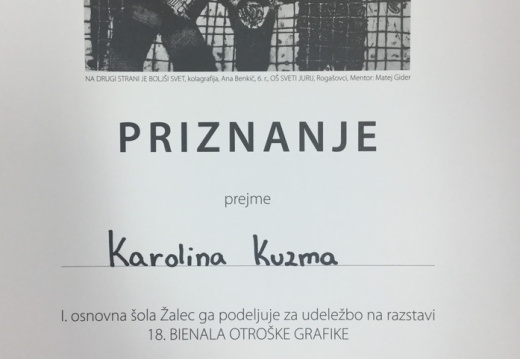 NA DRUGI STRANI JE BOLJŠI SVET, kolagrafija, Ana Benkič, 6. r., OŠ SVETI JURIJ, Rogašovci, Mentor: Matej Gider
PRIZNANJE
prejme
Karolina Kuzma
I. osnovna šola Žalec ga podeljuje za udeležbo na razstavi
18. BIENALA OTROŠKE GRAFIKE